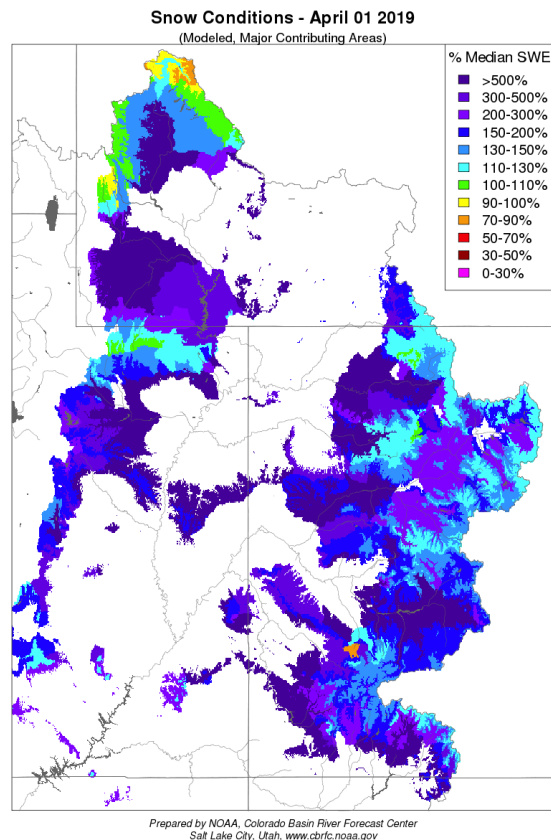 Snow Conditions - April 01 2019
(Modeled, Major Contributing Areas)
% Median SWE
>500%
300-500%
200-300%
150-200%
130-150%
110-130%
100-110%
90-100%
70-90%
50-70%
30-50%
0-30%
Prepared by NOAA, Colorado Basin River Forecast Center
Salt Lake City, Utah, www.cbrfc.noaa.gov